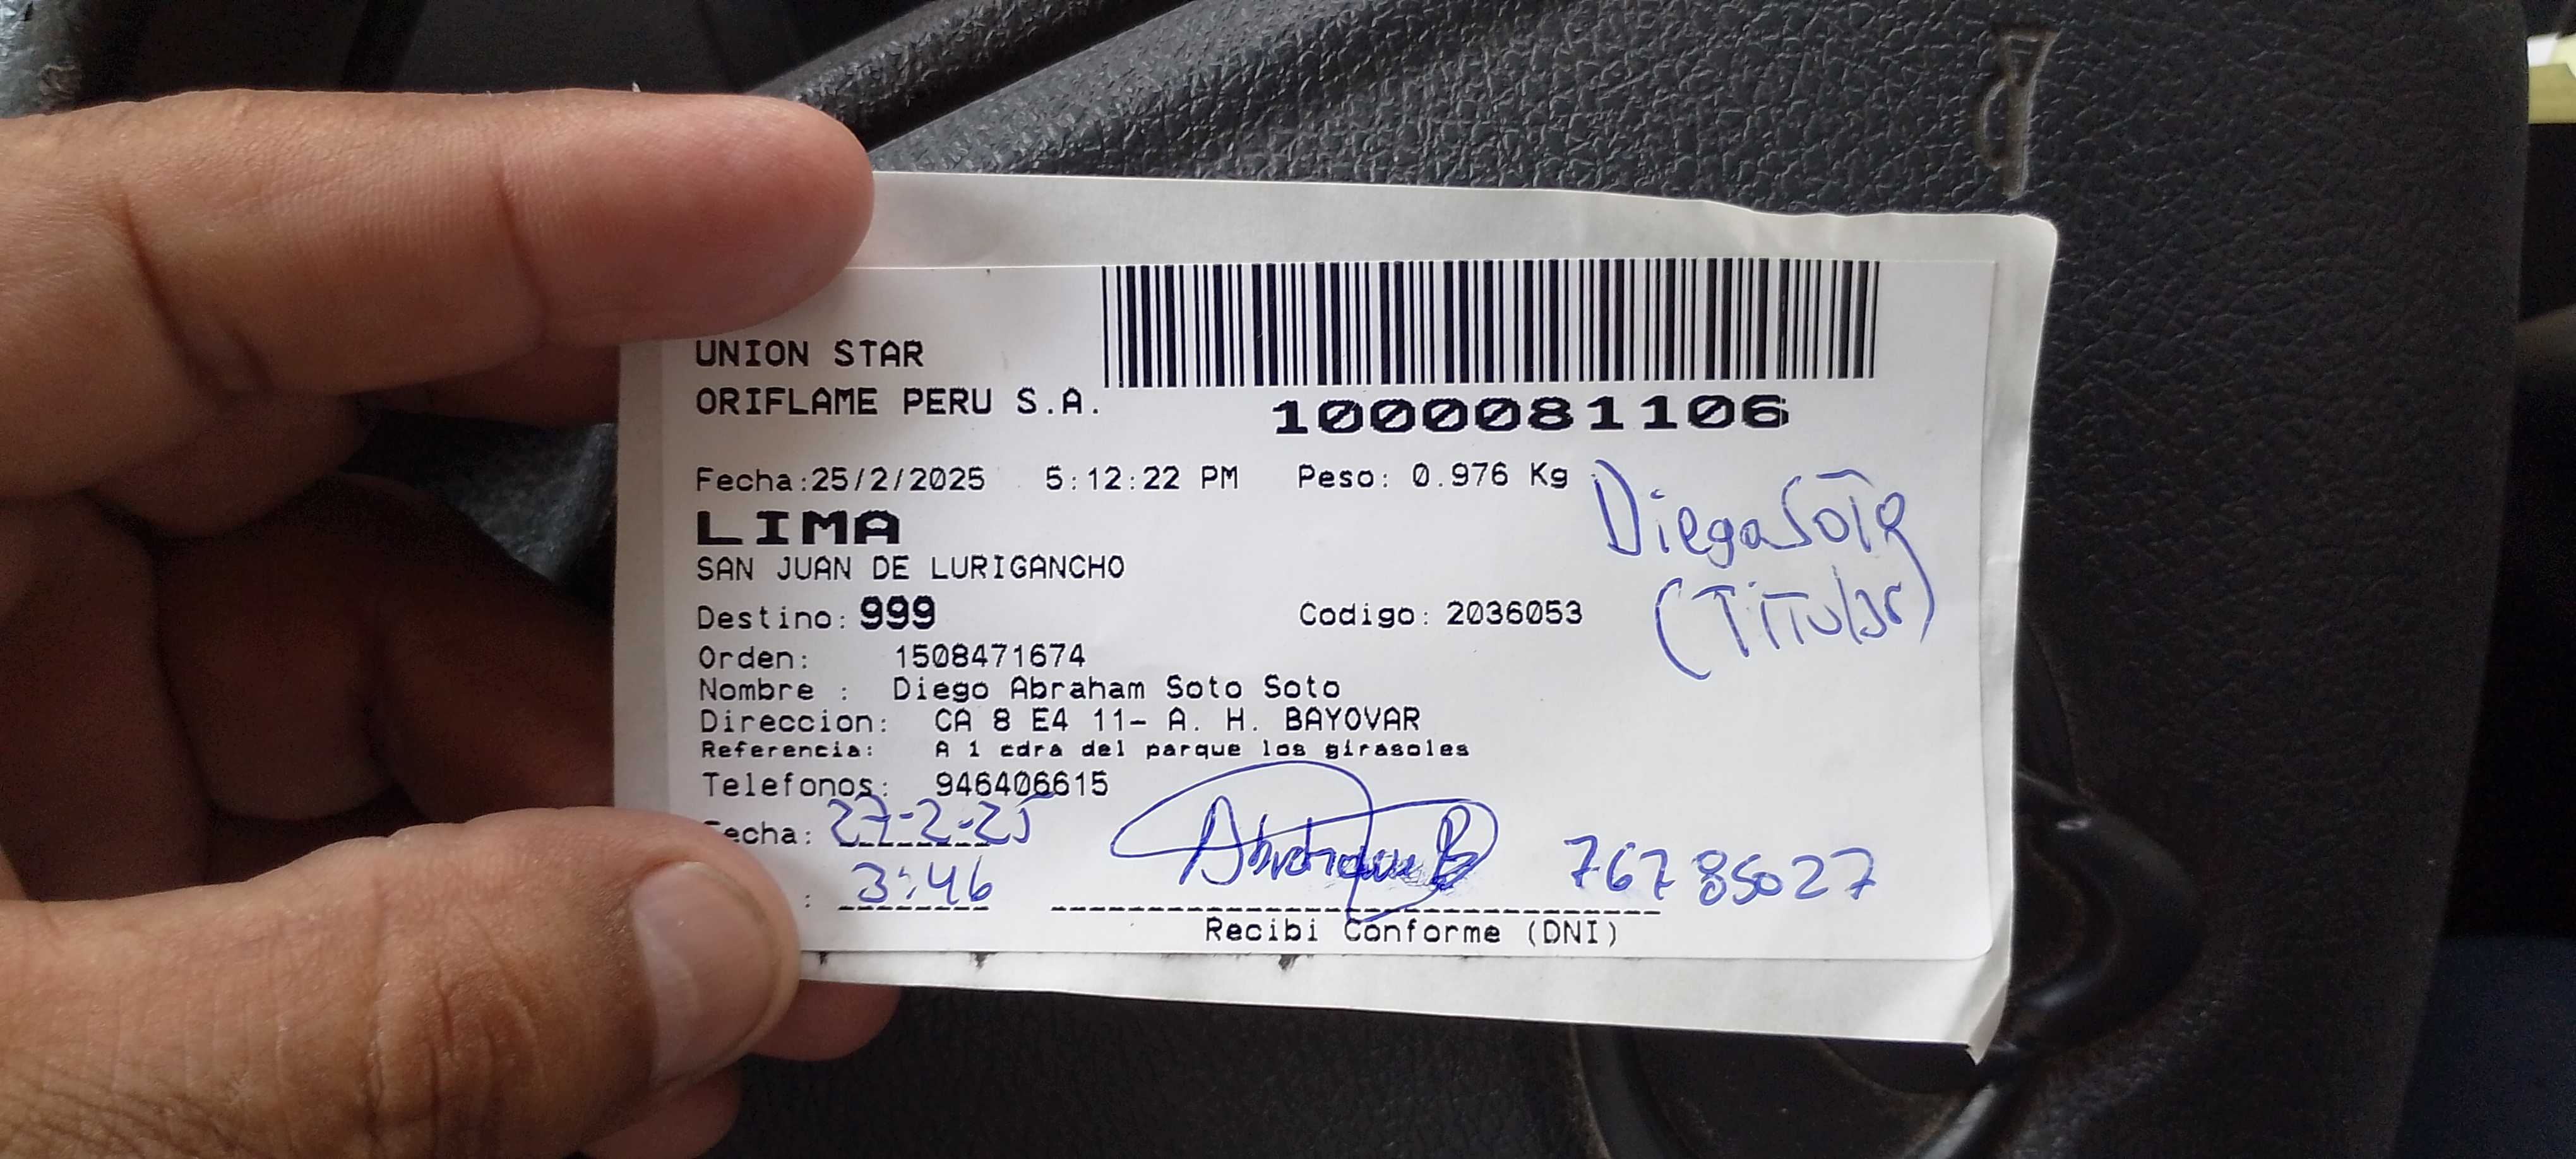 UNION STAR
ORIFLAME PERU S.A.
1000081106
Fecha:25/2/2025 5:12:22 PM Peso: 0.976 Kg
LIMA
SAN JUAN DE LURIGANCHO
Diego Soto
(Titular)
Destino: 999 Codigo: 2036053
Orden: 1508471674
Nombre : Diego Abraham Soto Soto
Direccion: CA 8 E4 11- A. H. BAYOVAR
Referencia: A 1 cdra del parque los girasoles
Telefonos: 946406615
echa: 27-2-25
: 3:46 76785027
Recibi Conforme (DNI)